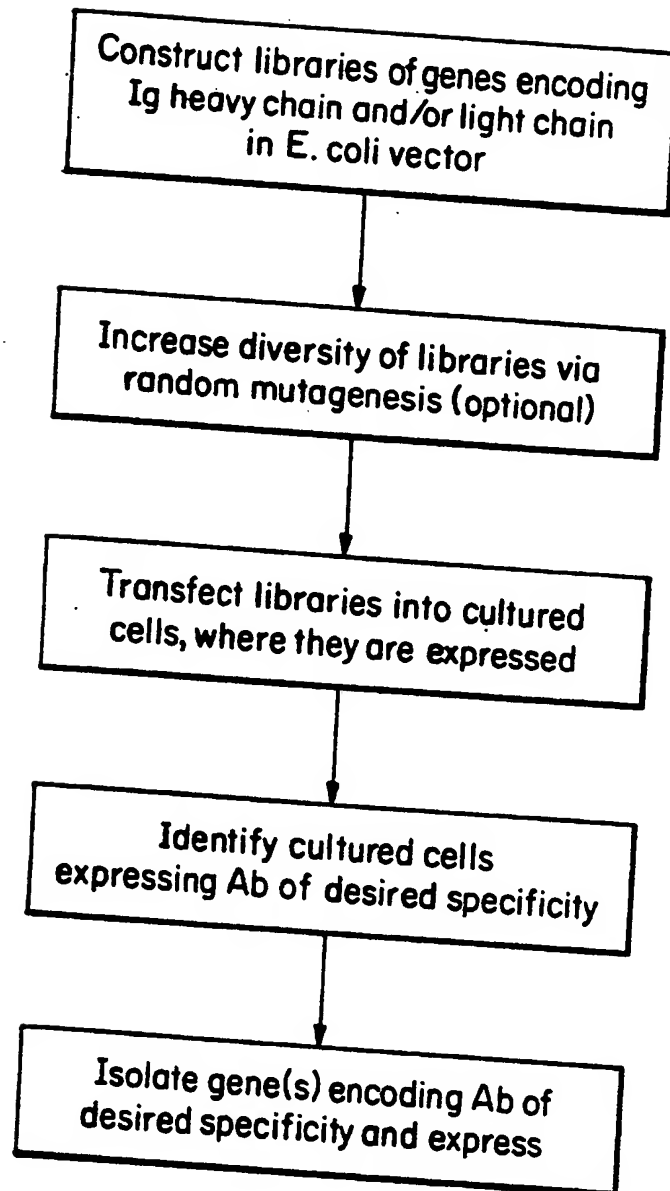 Construct libraries of genes encoding
Ig heavy chain and/or light chain
in E. coli vector
Increase diversity of libraries via
random mutagenesis (optional)
Transfect libraries into cultured
cells, where they are expressed
Identify cultured cells
expressing Ab of desired specificity
Isolate gene(s) encoding Ab of
desired specificity and express